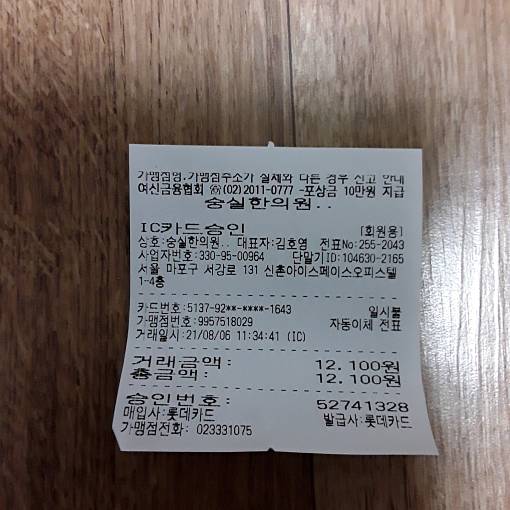 가맹점명.가맹점주소가 실제와 다른 경우 신고 안내
여신금융협회 ☎(02)2011-0777 -포상금 10만원 지급
숭실한의원..
IC카드승인 [회원용]
상호:숭실한의원.. 대표자:김호영 전표No:255-2043
사업자번호:330-95-00964 단말기ID:104630-2165
서울 마포구 서강로 131 신촌아이스페이스오피스텔
1-4층
카드번호:5137-92**-****-1643 일시불
가맹점번호:9957518029 자동이체 전표
거래일시:21/08/06 11:34:41 (IC)
거래금액: 12.100원
총금액: 12.100원
승인번호: 52741328
매입사:롯데카드 발급사:롯데카드
가맹점전화: 023331075